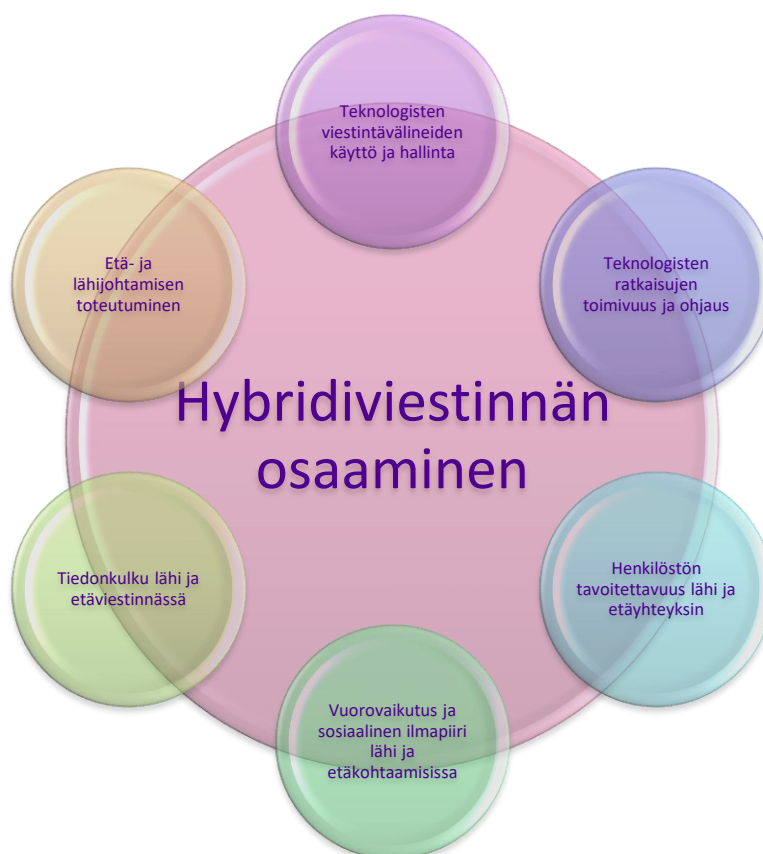 Teknologisten
viestintävälineiden
käyttö ja hallinta
Teknologisten
ratkaisujen
toimivuus ja ohjaus
Henkilöstön
tavoitettavuus lähi ja
etäyhteyksin
Vuorovaikutus ja
sosiaalinen ilmapiiri
lähi ja
etäkohtaamisissa
Tiedonkulku lähi ja
etäviestinnässä
Etä- ja
lähijohtamisen
toteutuminen
Hybridiviestinnän
osaaminen